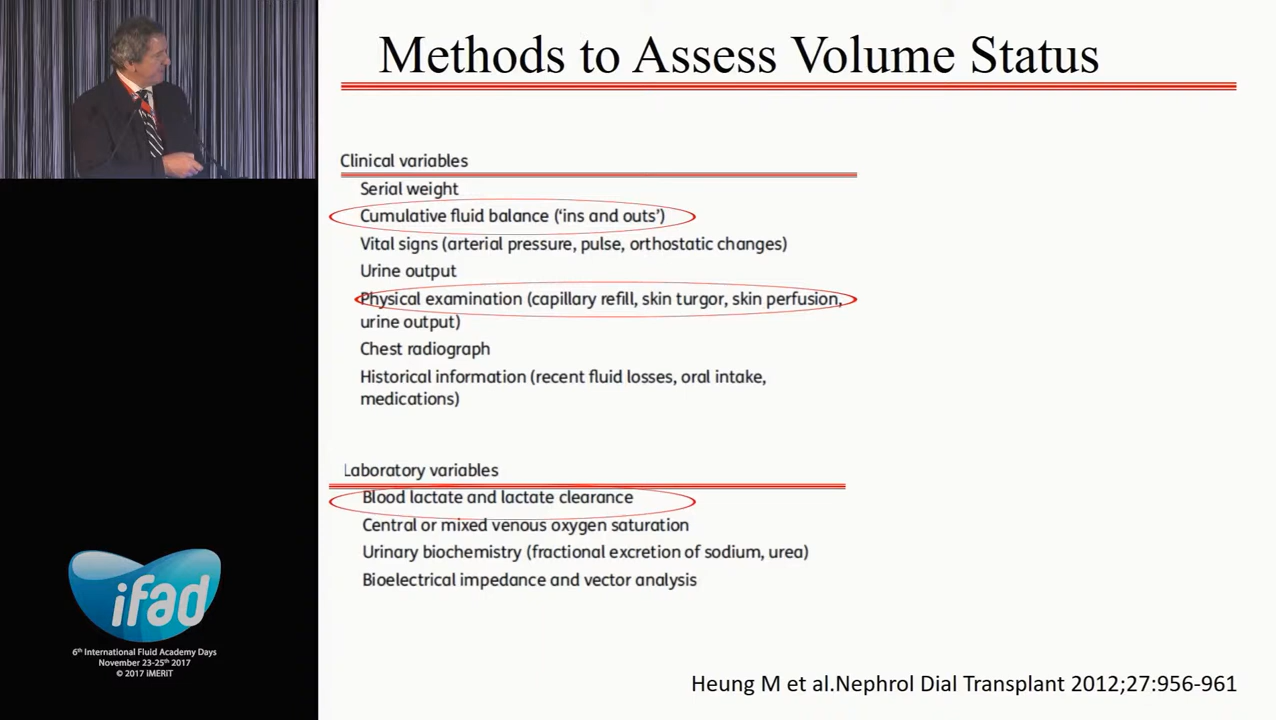 Methods to Assess Volume Status
Clinical variables
Serial weight
Cumulative fluid balance (‘ins and outs’)
Vital signs (arterial pressure, pulse, orthostatic changes)
Urine output
Physical examination (capillary refill, skin turgor, skin perfusion,
urine output)
Chest radiograph
Historical information (recent fluid losses, oral intake,
medications)
Laboratory variables
Blood lactate and lactate clearance
Central or mixed venous oxygen saturation
Urinary biochemistry (fractional excretion of sodium, urea)
Bioelectrical impedance and vector analysis
Heung M et al.Nephrol Dial Transplant 2012;27:956-961
ifad
6th International Fluid Academy Days
November 23-25th 2017
© 2017 iMERiT